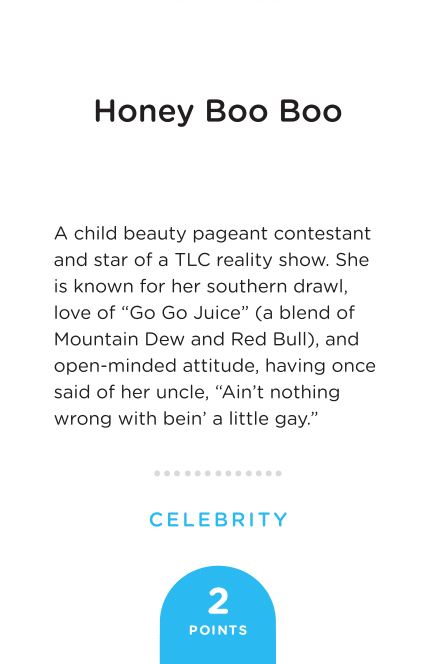 Honey Boo Boo
A child beauty pageant contestant
and star of a TLC reality show. She
is known for her southern drawl,
love of “Go Go Juice” (a blend of
Mountain Dew and Red Bull), and
open-minded attitude, having once
said of her uncle, “Ain’t nothing
wrong with bein’ a little gay.”
CELEBRITY
2
POINTS